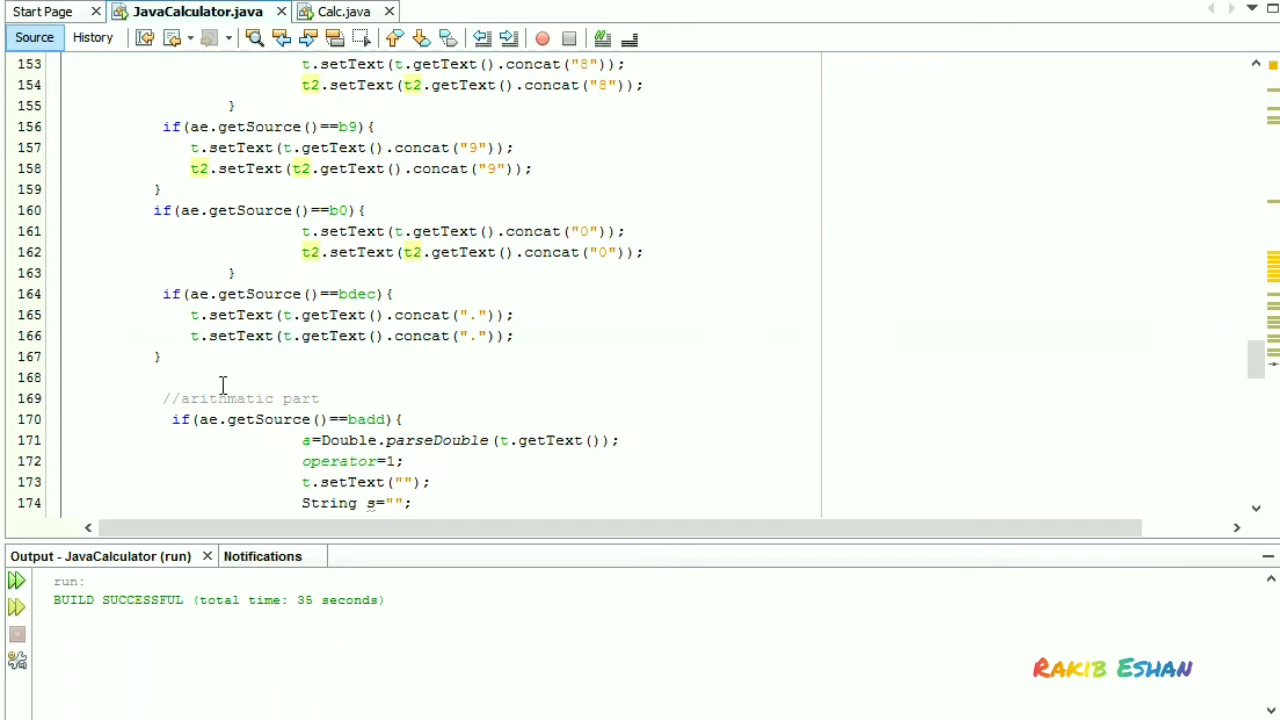 Start Page
JavaCalculator.java
Calc.java
Source
History
153 t.setText(t.getText().concat("8"));
154 t2.setText(t2.getText().concat("8"));
155 }
156 if(ae.getSource()==b9){
157 t.setText(t.getText().concat("9"));
158 t2.setText(t2.getText().concat("9"));
159 }
160 if(ae.getSource()==b0){
161 t.setText(t.getText().concat("0"));
162 t2.setText(t2.getText().concat("0"));
163 }
164 if(ae.getSource()==bdec){
165 t.setText(t.getText().concat("."));
166 t.setText(t.getText().concat("."));
167 }
168
169 //arithmatic part
170 if(ae.getSource()==badd){
171 a=Double.parseDouble(t.getText());
172 operator=1;
173 t.setText("");
174 String s="";
Output - JavaCalculator (run)
Notifications
run:
BUILD SUCCESSFUL (total time: 35 seconds)
RAKIB ESHAN